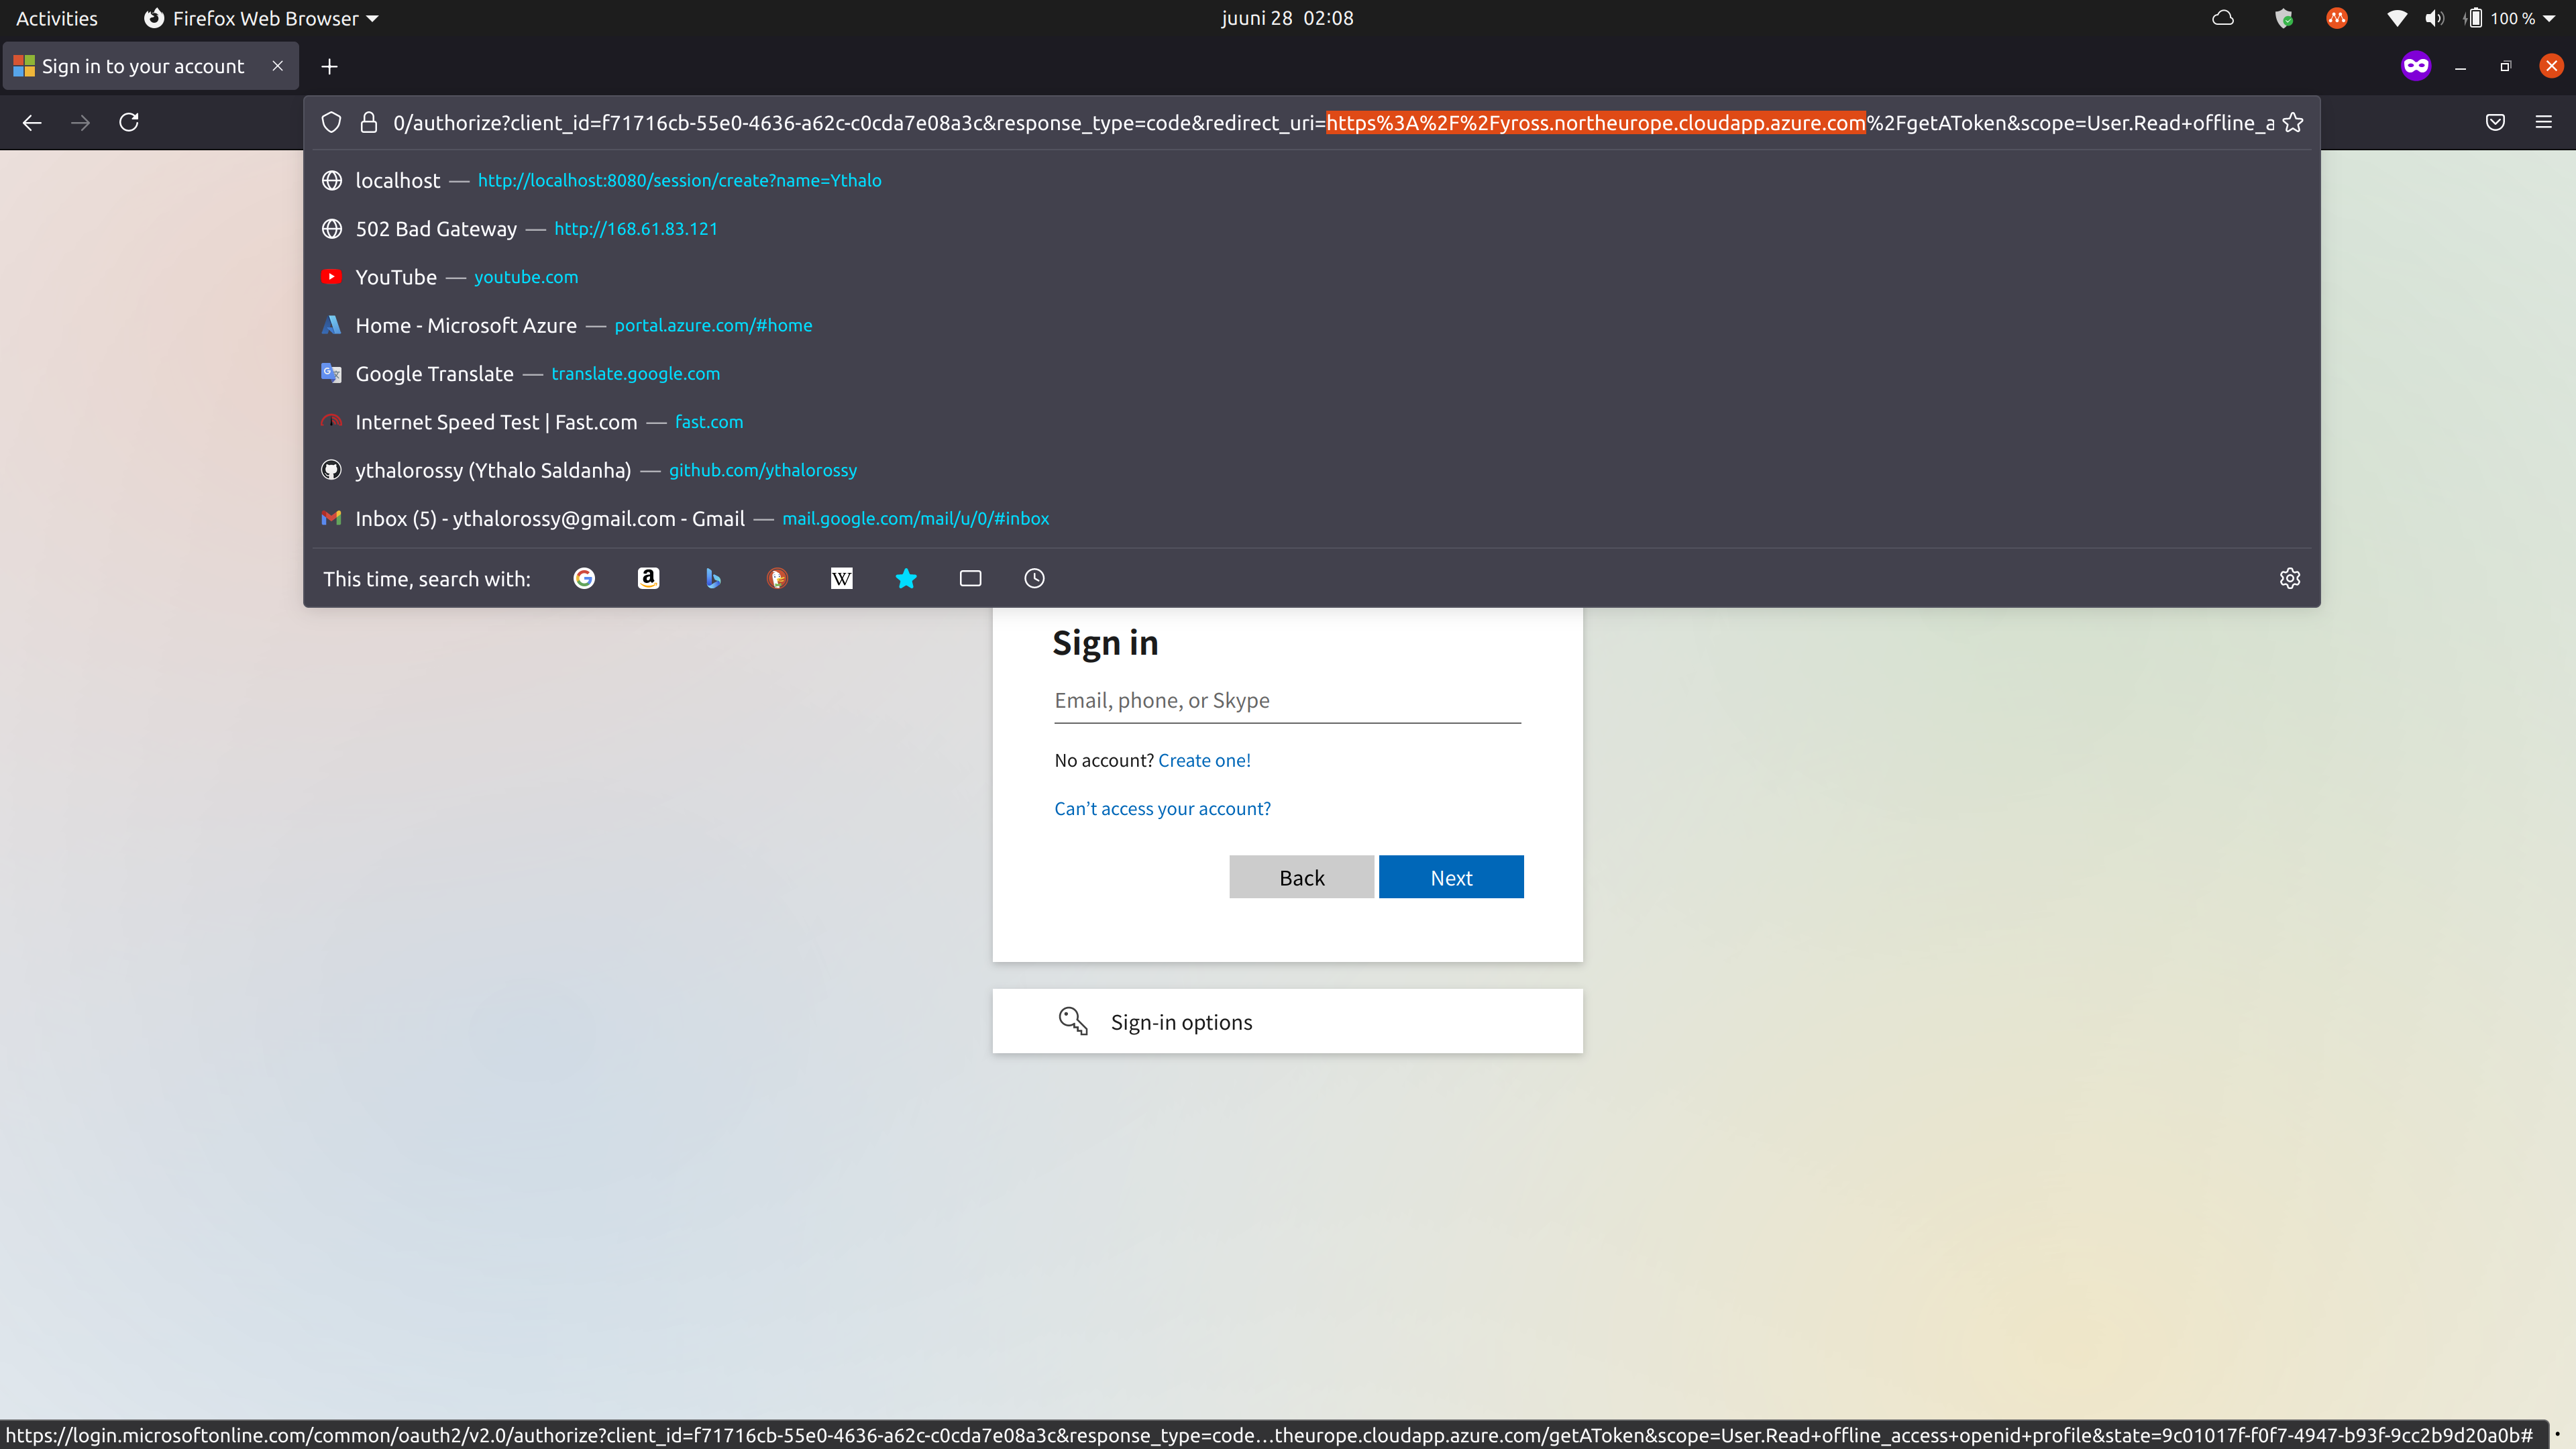 Activities Firefox Web Browser juuni 28 02:08 100 %
Sign in to your account
0/authorize?client_id=f71716cb-55e0-4636-a62c-c0cda7e08a3c&response_type=code&redirect_uri=https%3A%2F%2Fyross.northeurope.cloudapp.azure.com%2FgetAToken&scope=User.Read+offline_a
localhost — http://localhost:8080/session/create?name=Ythalo
502 Bad Gateway — http://168.61.83.121
YouTube — youtube.com
Home - Microsoft Azure — portal.azure.com/#home
Google Translate — translate.google.com
Internet Speed Test | Fast.com — fast.com
ythalorossy (Ythalo Saldanha) — github.com/ythalorossy
Inbox (5) - ythalorossy@gmail.com - Gmail — mail.google.com/mail/u/0/#inbox
This time, search with:
Sign in
Email, phone, or Skype
No account? Create one!
Can’t access your account?
Back Next
Sign-in options
https://login.microsoftonline.com/common/oauth2/v2.0/authorize?client_id=f71716cb-55e0-4636-a62c-c0cda7e08a3c&response_type=code…theurope.cloudapp.azure.com/getAToken&scope=User.Read+offline_access+openid+profile&state=9c01017f-f0f7-4947-b93f-9cc2b9d20a0b#